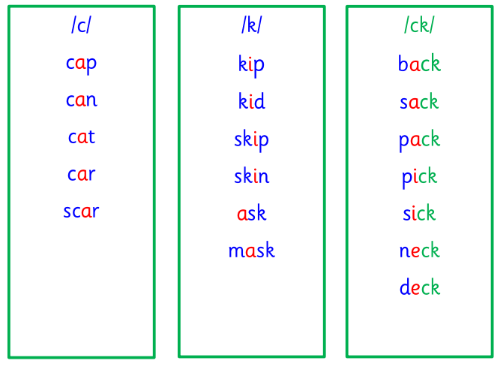 /c/
cap
can
cat
car
scar
/k/
kip
kid
skip
skin
ask
mask
/ck/
back
sack
pack
pick
sick
neck
deck